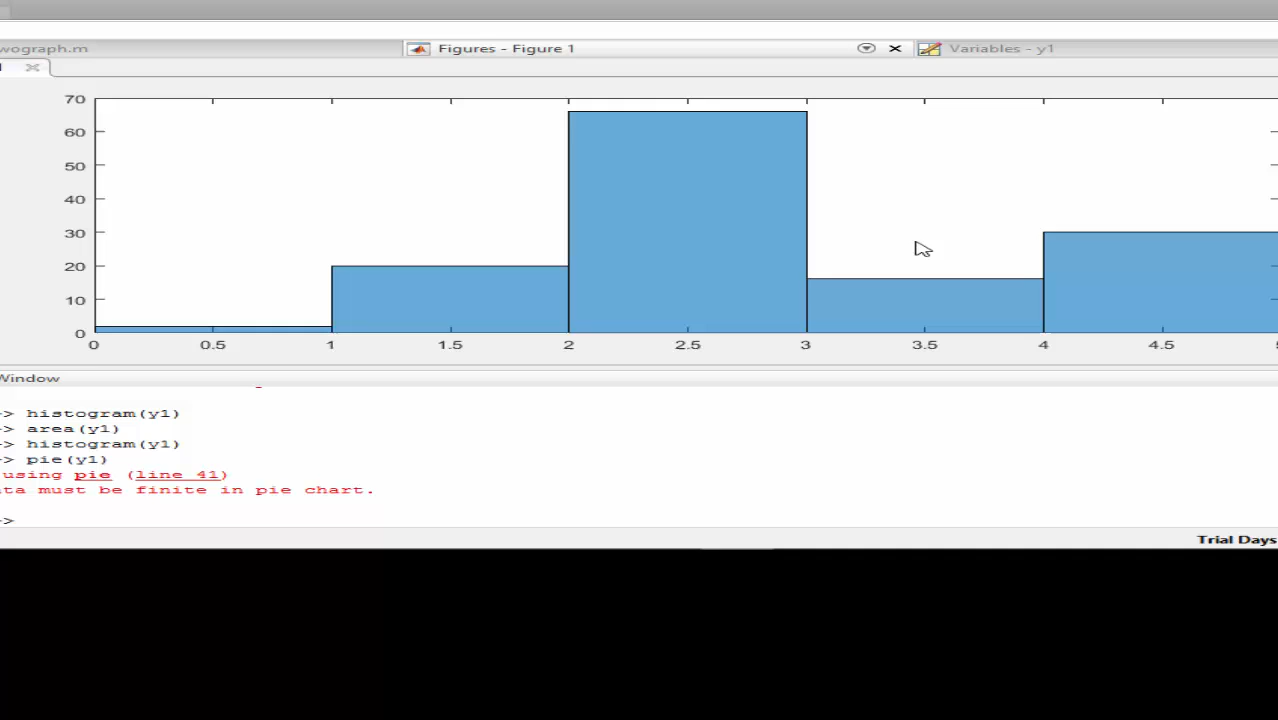 wograph.m
Figures - Figure 1
Variables - y1
70
60
50
40
30
20
10
0
0 0.5 1 1.5 2 2.5 3 3.5 4 4.5
Window
> histogram(y1)
> area(y1)
> histogram(y1)
> pie(y1)
using pie (line 41)
ta must be finite in pie chart.
>
Trial Days